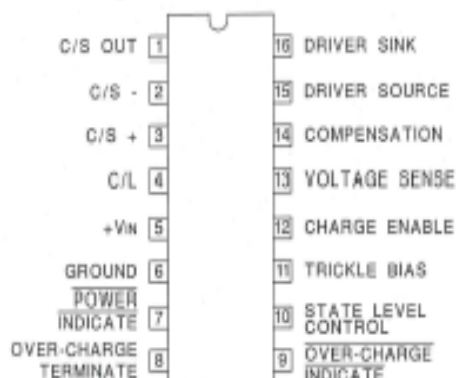 C/S OUT 1
C/S - 2
C/S + 3
C/L 4
+VIN 5
GROUND 6
POWER
INDICATE 7
OVER-CHARGE
TERMINATE 8
16 DRIVER SINK
15 DRIVER SOURCE
14 COMPENSATION
13 VOLTAGE SENSE
12 CHARGE ENABLE
11 TRICKLE BIAS
10 STATE LEVEL
CONTROL
9 OVER-CHARGE
INDICATE